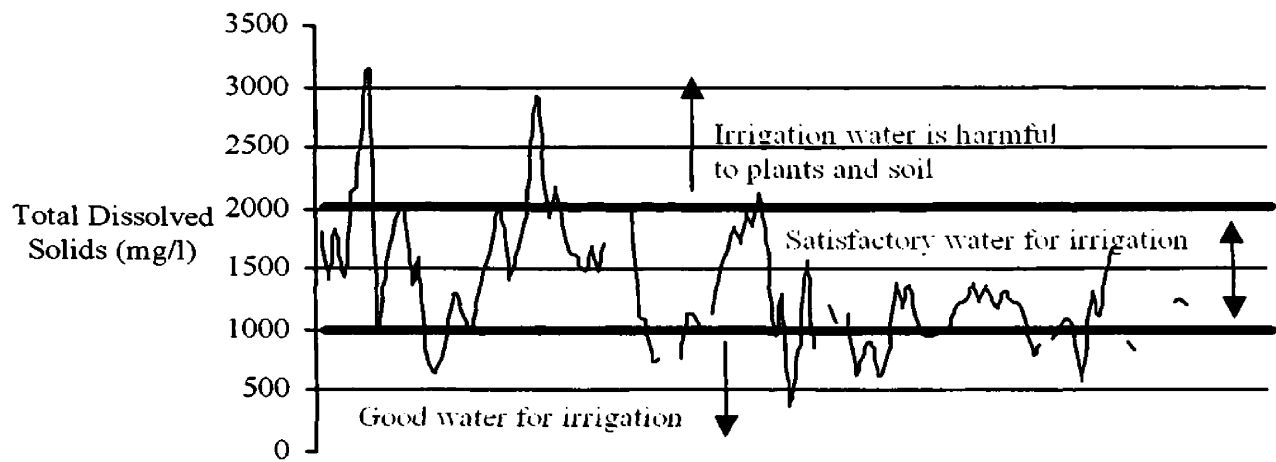 3500
3000
2500
2000
1500
1000
500
0
Total Dissolved
Solids (mg/l)
Irrigation water is harmful
to plants and soil
Satisfactory water for irrigation
Good water for irrigation